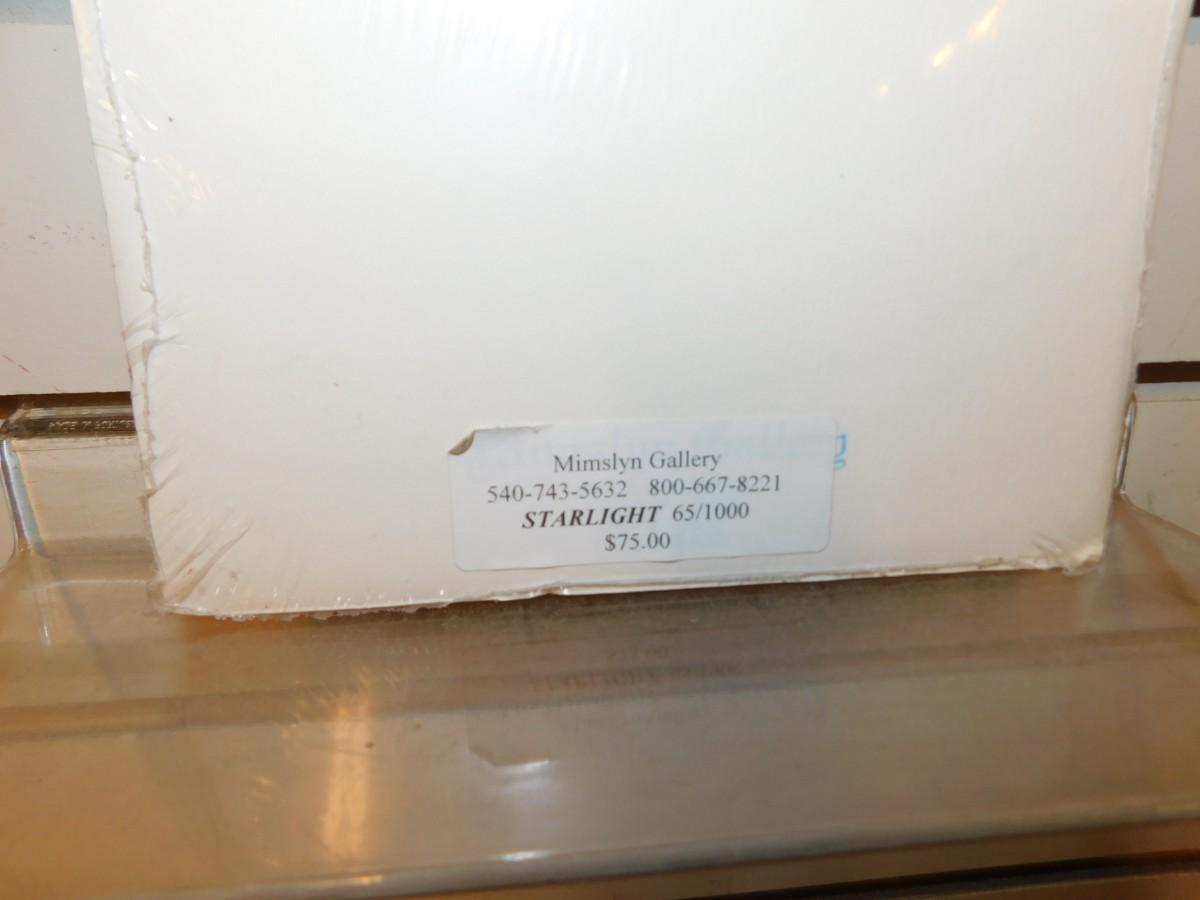 Mimslyn Gallery
540-743-5632 800-667-8221
STARLIGHT 65/1000
$75.00